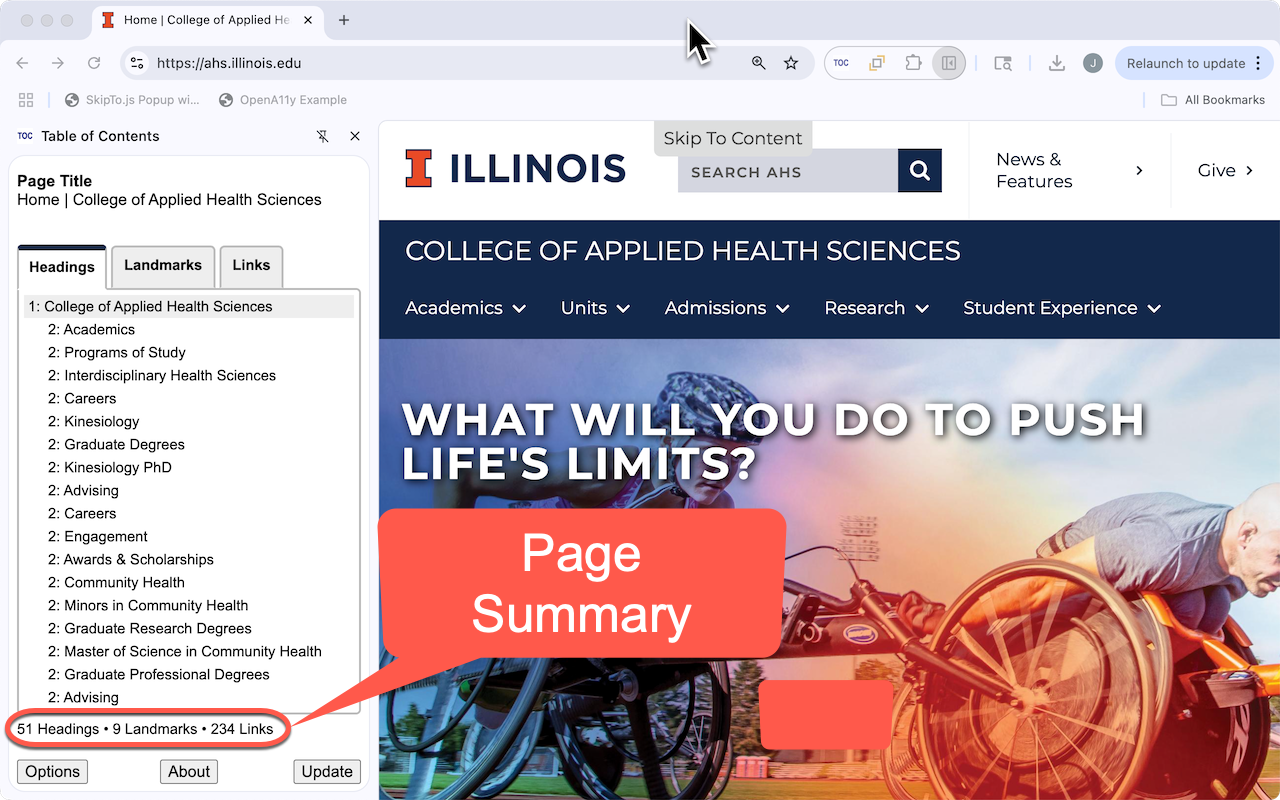 Home | College of Applied He
https://ahs.illinois.edu
TOC
J
Relaunch to update
SkipTo.js Popup wi...
OpenA11y Example
All Bookmarks
TOC Table of Contents
Page Title
Home | College of Applied Health Sciences
Headings
Landmarks
Links
1: College of Applied Health Sciences
2: Academics
2: Programs of Study
2: Interdisciplinary Health Sciences
2: Careers
2: Kinesiology
2: Graduate Degrees
2: Kinesiology PhD
2: Advising
2: Careers
2: Engagement
2: Awards & Scholarships
2: Community Health
2: Minors in Community Health
2: Graduate Research Degrees
2: Master of Science in Community Health
2: Graduate Professional Degrees
2: Advising
51 Headings • 9 Landmarks • 234 Links
Options
About
Update
Skip To Content
I ILLINOIS
SEARCH AHS
News &
Features
Give
COLLEGE OF APPLIED HEALTH SCIENCES
Academics
Units
Admissions
Research
Student Experience
WHAT WILL YOU DO TO PUSH
LIFE'S LIMITS?
Page
Summary